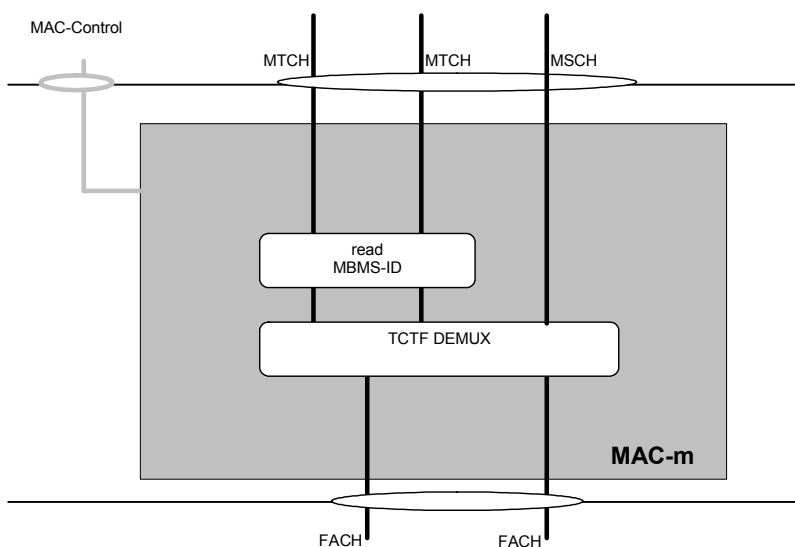 MAC-Control
MTCH
MTCH
MSCH
read
MBMS-ID
TCTF DEMUX
MAC-m
FACH
FACH